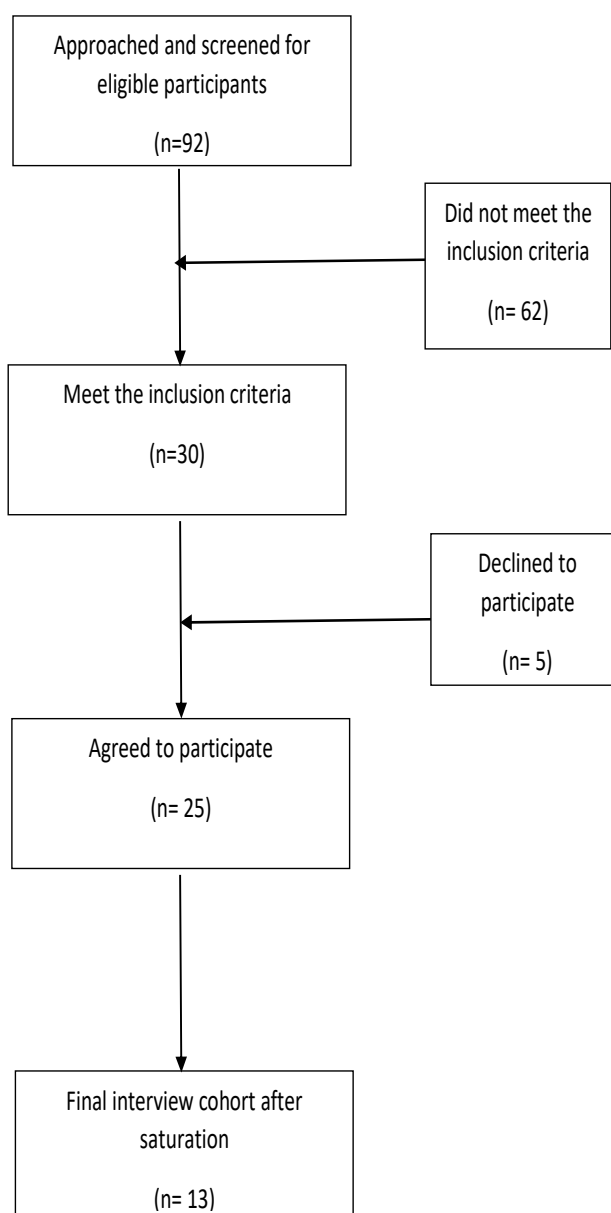 Approached and screened for
eligible participants
(n=92)
Did not meet the
inclusion criteria
(n= 62)
Meet the inclusion criteria
(n=30)
Declined to
participate
(n= 5)
Agreed to participate
(n= 25)
Final interview cohort after
saturation
(n= 13)